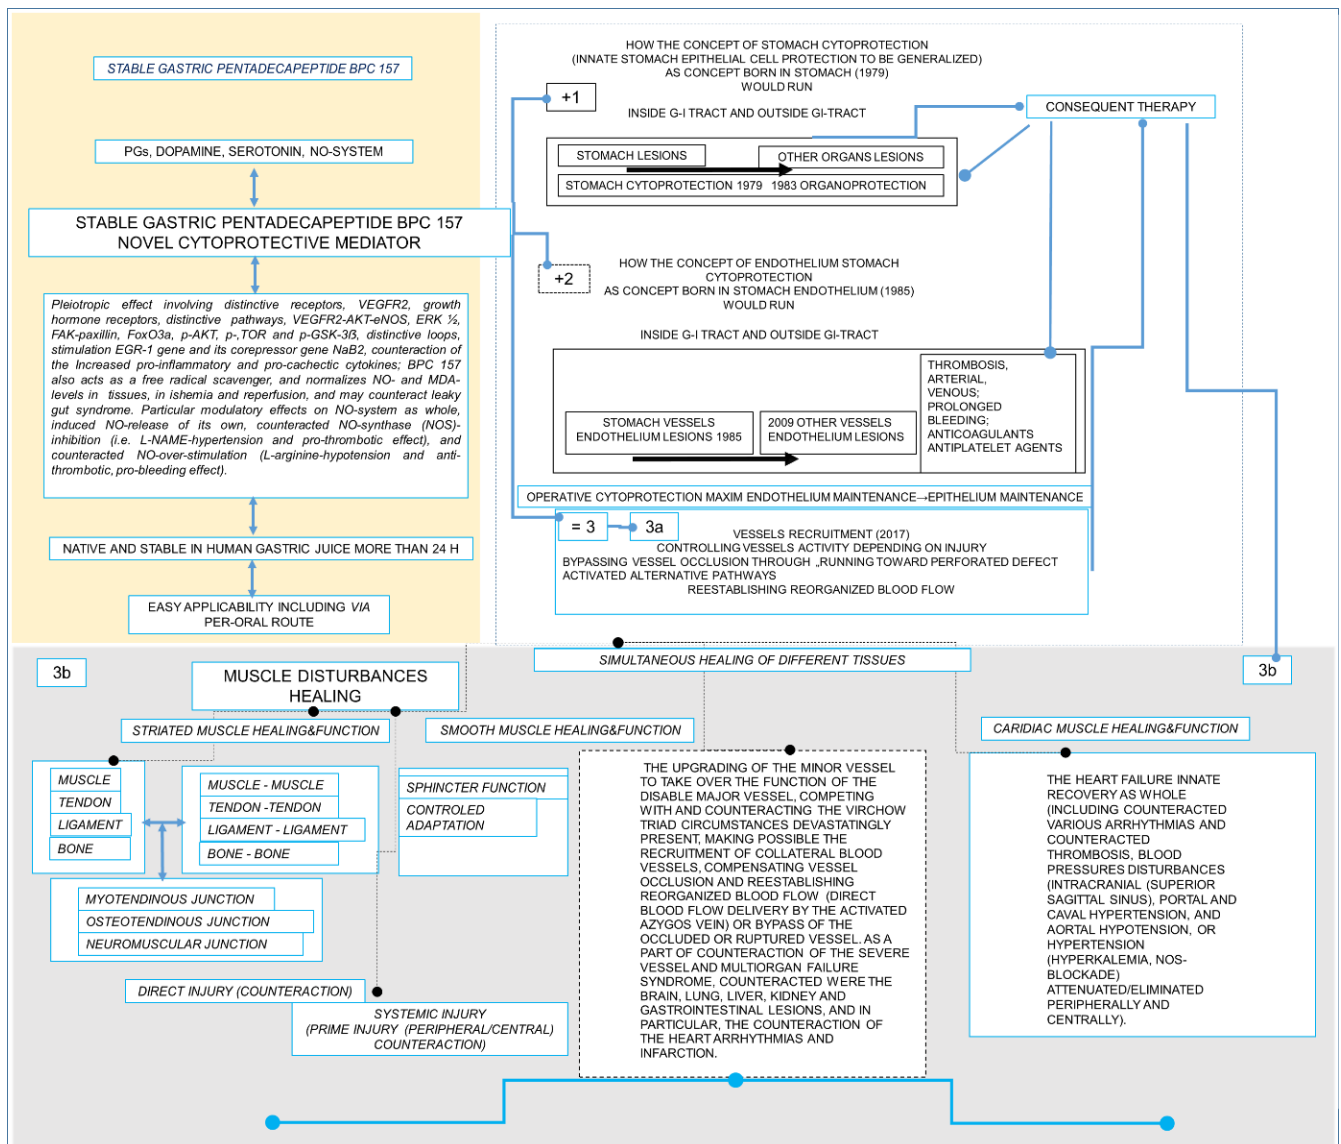 STABLE GASTRIC PENTADECAPEPTIDE BPC 157
PGs, DOPAMINE, SEROTONIN, NO-SYSTEM
STABLE GASTRIC PENTADECAPEPTIDE BPC 157
NOVEL CYTOPROTECTIVE MEDIATOR
Pleiotropic effect involving distinctive receptors, VEGFR2, growth
hormone receptors, distinctive pathways, VEGFR2-AKT-eNOS, ERK ½,
FAK-paxillin, FoxO3a, p-AKT, p-,TOR and p-GSK-3ß, distinctive loops,
stimulation EGR-1 gene and its corepressor gene NaB2, counteraction of
the Increased pro-inflammatory and pro-cachectic cytokines; BPC 157
also acts as a free radical scavenger, and normalizes NO- and MDA-
levels in tissues, in ishemia and reperfusion, and may counteract leaky
gut syndrome. Particular modulatory effects on NO-system as whole,
induced NO-release of its own, counteracted NO-synthase (NOS)-
inhibition (i.e. L-NAME-hypertension and pro-thrombotic effect), and
counteracted NO-over-stimulation (L-arginine-hypotension and anti-
thrombotic, pro-bleeding effect).
NATIVE AND STABLE IN HUMAN GASTRIC JUICE MORE THAN 24 H
EASY APPLICABILITY INCLUDING VIA
PER-ORAL ROUTE
HOW THE CONCEPT OF STOMACH CYTOPROTECTION
(INNATE STOMACH EPITHELIAL CELL PROTECTION TO BE GENERALIZED)
AS CONCEPT BORN IN STOMACH (1979)
WOULD RUN
+1
INSIDE G-I TRACT AND OUTSIDE GI-TRACT
CONSEQUENT THERAPY
STOMACH LESIONS
OTHER ORGANS LESIONS
STOMACH CYTOPROTECTION 1979 1983 ORGANOPROTECTION
+2
HOW THE CONCEPT OF ENDOTHELIUM STOMACH
CYTOPROTECTION
AS CONCEPT BORN IN STOMACH ENDOTHELIUM (1985)
WOULD RUN
INSIDE G-I TRACT AND OUTSIDE GI-TRACT
STOMACH VESSELS
ENDOTHELIUM LESIONS 1985
2009 OTHER VESSELS
ENDOTHELIUM LESIONS
THROMBOSIS,
ARTERIAL,
VENOUS;
PROLONGED
BLEEDING;
ANTICOAGULANTS
ANTIPLATELET AGENTS
OPERATIVE CYTOPROTECTION MAXIM ENDOTHELIUM MAINTENANCE→EPITHELIUM MAINTENANCE
= 3
3a
VESSELS RECRUITMENT (2017)
CONTROLLING VESSELS ACTIVITY DEPENDING ON INJURY
BYPASSING VESSEL OCCLUSION THROUGH „RUNNING TOWARD PERFORATED DEFECT
ACTIVATED ALTERNATIVE PATHWAYS
REESTABLISHING REORGANIZED BLOOD FLOW
3b
MUSCLE DISTURBANCES
HEALING
SIMULTANEOUS HEALING OF DIFFERENT TISSUES
3b
STRIATED MUSCLE HEALING&FUNCTION
SMOOTH MUSCLE HEALING&FUNCTION
CARIDIAC MUSCLE HEALING&FUNCTION
MUSCLE
TENDON
LIGAMENT
BONE
MUSCLE - MUSCLE
TENDON -TENDON
LIGAMENT - LIGAMENT
BONE - BONE
SPHINCTER FUNCTION
CONTROLED
ADAPTATION
MYOTENDINOUS JUNCTION
OSTEOTENDINOUS JUNCTION
NEUROMUSCULAR JUNCTION
DIRECT INJURY (COUNTERACTION)
SYSTEMIC INJURY
(PRIME INJURY (PERIPHERAL/CENTRAL)
COUNTERACTION)
THE UPGRADING OF THE MINOR VESSEL
TO TAKE OVER THE FUNCTION OF THE
DISABLE MAJOR VESSEL, COMPETING
WITH AND COUNTERACTING THE VIRCHOW
TRIAD CIRCUMSTANCES DEVASTATINGLY
PRESENT, MAKING POSSIBLE THE
RECRUITMENT OF COLLATERAL BLOOD
VESSELS, COMPENSATING VESSEL
OCCLUSION AND REESTABLISHING
REORGANIZED BLOOD FLOW (DIRECT
BLOOD FLOW DELIVERY BY THE ACTIVATED
AZYGOS VEIN) OR BYPASS OF THE
OCCLUDED OR RUPTURED VESSEL. AS A
PART OF COUNTERACTION OF THE SEVERE
VESSEL AND MULTIORGAN FAILURE
SYNDROME, COUNTERACTED WERE THE
BRAIN, LUNG, LIVER, KIDNEY AND
GASTROINTESTINAL LESIONS, AND IN
PARTICULAR, THE COUNTERACTION OF
THE HEART ARRHYTHMIAS AND
INFARCTION.
THE HEART FAILURE INNATE
RECOVERY AS WHOLE
(INCLUDING COUNTERACTED
VARIOUS ARRHYTHMIAS AND
COUNTERACTED
THROMBOSIS, BLOOD
PRESSURES DISTURBANCES
(INTRACRANIAL (SUPERIOR
SAGITTAL SINUS), PORTAL AND
CAVAL HYPERTENSION, AND
AORTAL HYPOTENSION, OR
HYPERTENSION
(HYPERKALEMIA, NOS-
BLOCKADE)
ATTENUATED/ELIMINATED
PERIPHERALLY AND
CENTRALLY).